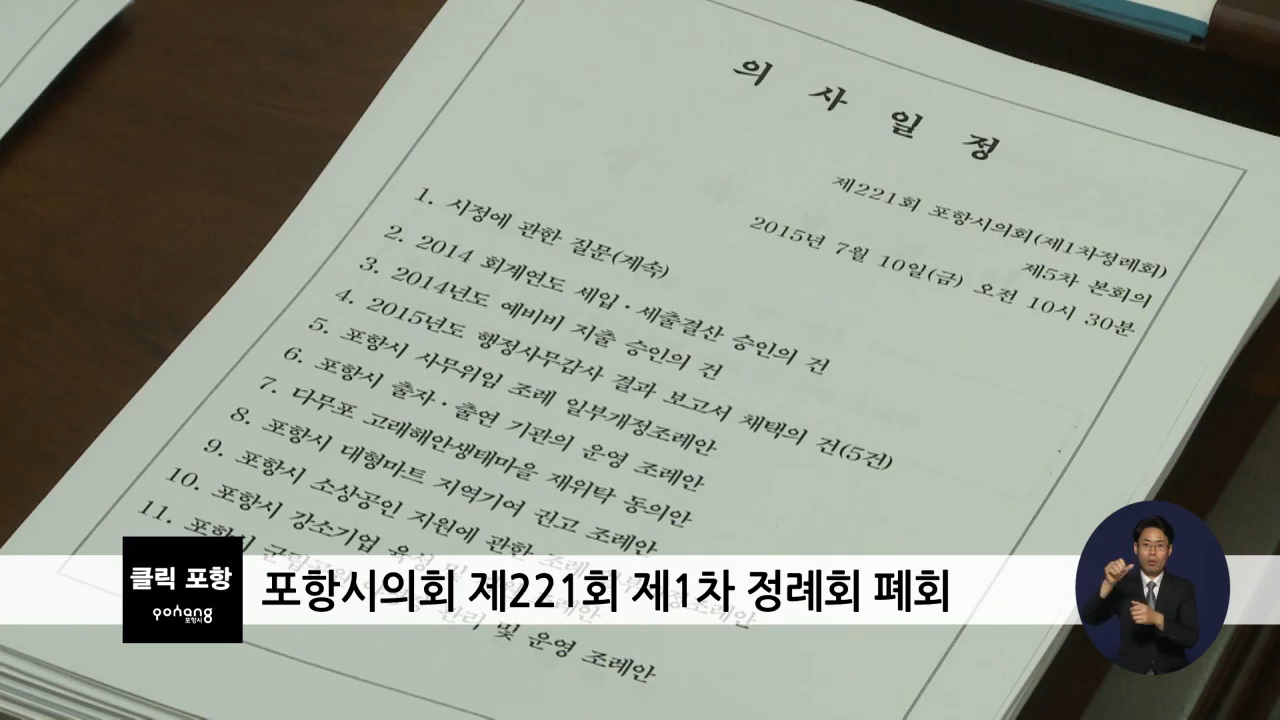 의 사 일 정
제221회 포항시의회(제1차정례회)
제5차 본회의
2015년 7월 10일(금) 오전 10시 30분
1. 시정에 관한 질문(계속)
2. 2014 회계연도 세입·세출결산 승인의 건
3. 2014년도 예비비 지출 승인의 건
4. 2015년도 행정사무감사 결과 보고서 채택의 건(5건)
5. 포항시 사무위임 조례 일부개정조례안
6. 포항시 출자·출연 기관의 운영 조례안
7. 다무포 고래해안생태마을 재위탁 동의안
8. 포항시 대형마트 지역기여 권고 조례안
9. 포항시 소상공인 지원에 관한 조례
10. 포항시 강소기업 육성 및
11. 포항시 및 운영 조례안
클릭 포항
포항시
포항시의회 제221회 제1차 정례회 폐회